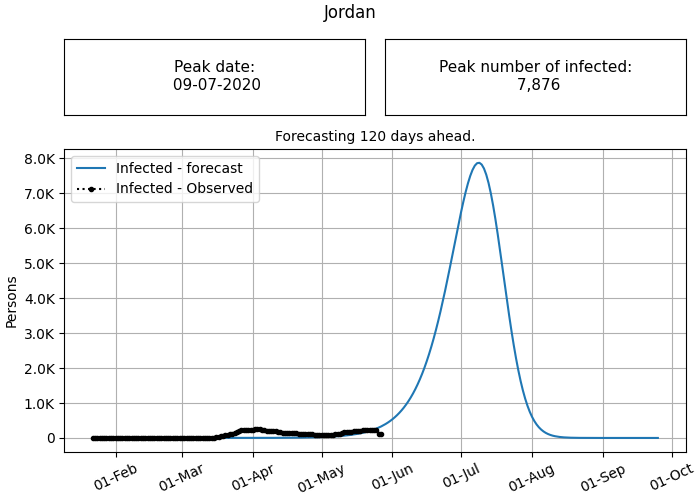 Jordan
Peak date:
09-07-2020
Peak number of infected:
7,876
Forecasting 120 days ahead.
Infected - forecast
Infected - Observed
8.0K
7.0K
6.0K
5.0K
4.0K
3.0K
2.0K
1.0K
0
Persons
01-Feb
01-Mar
01-Apr
01-May
01-Jun
01-Jul
01-Aug
01-Sep
01-Oct